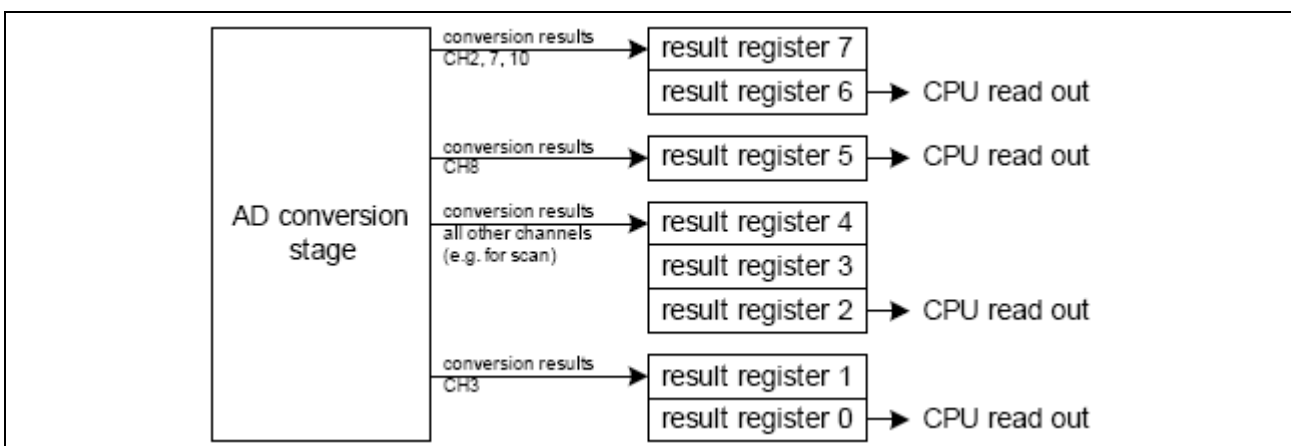 conversion results
CH2, 7, 10
result register 7
result register 6
CPU read out
conversion results
CH8
result register 5
CPU read out
AD conversion
stage
conversion results
all other channels
(e.g. for scan)
result register 4
result register 3
result register 2
CPU read out
conversion results
CH3
result register 1
result register 0
CPU read out